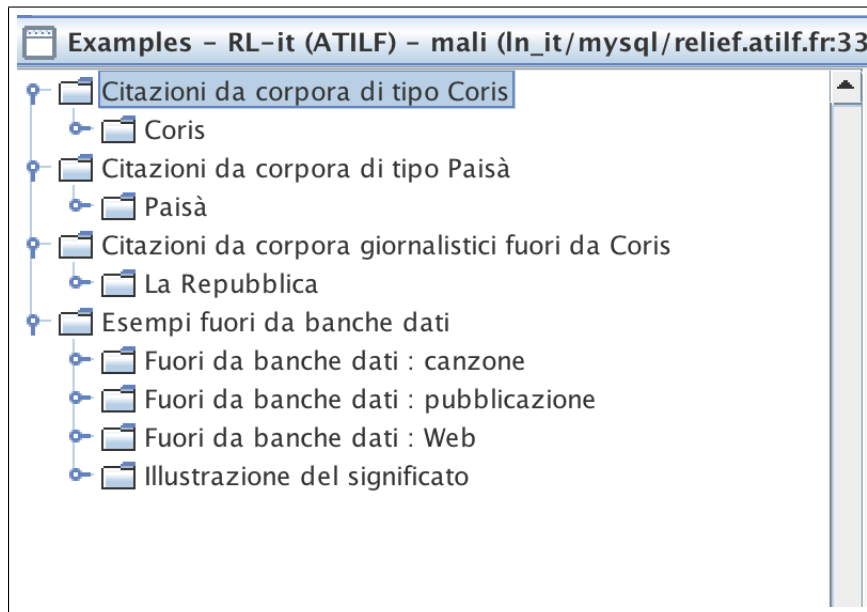 Examples – RL-it (ATILF) – mali (ln_it/mysql/relief.atilf.fr:33
Citazioni da corpora di tipo Coris
Coris
Citazioni da corpora di tipo Paisà
Paisà
Citazioni da corpora giornalistici fuori da Coris
La Repubblica
Esempi fuori da banche dati
Fuori da banche dati : canzone
Fuori da banche dati : pubblicazione
Fuori da banche dati : Web
Illustrazione del significato